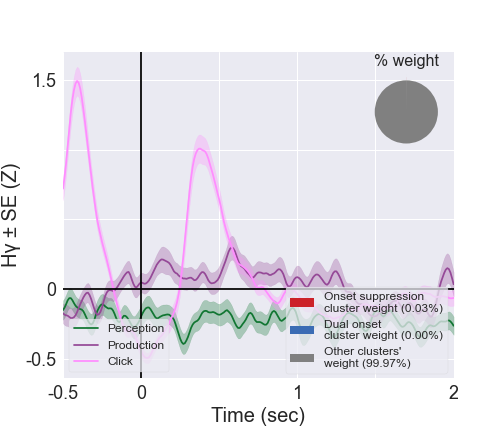 % weight
1.5
0
-0.5
Hγ ± SE (Z)
Perception
Production
Click
Onset suppression
cluster weight (0.03%)
Dual onset
cluster weight (0.00%)
Other clusters'
weight (99.97%)
-0.5
0
1
2
Time (sec)